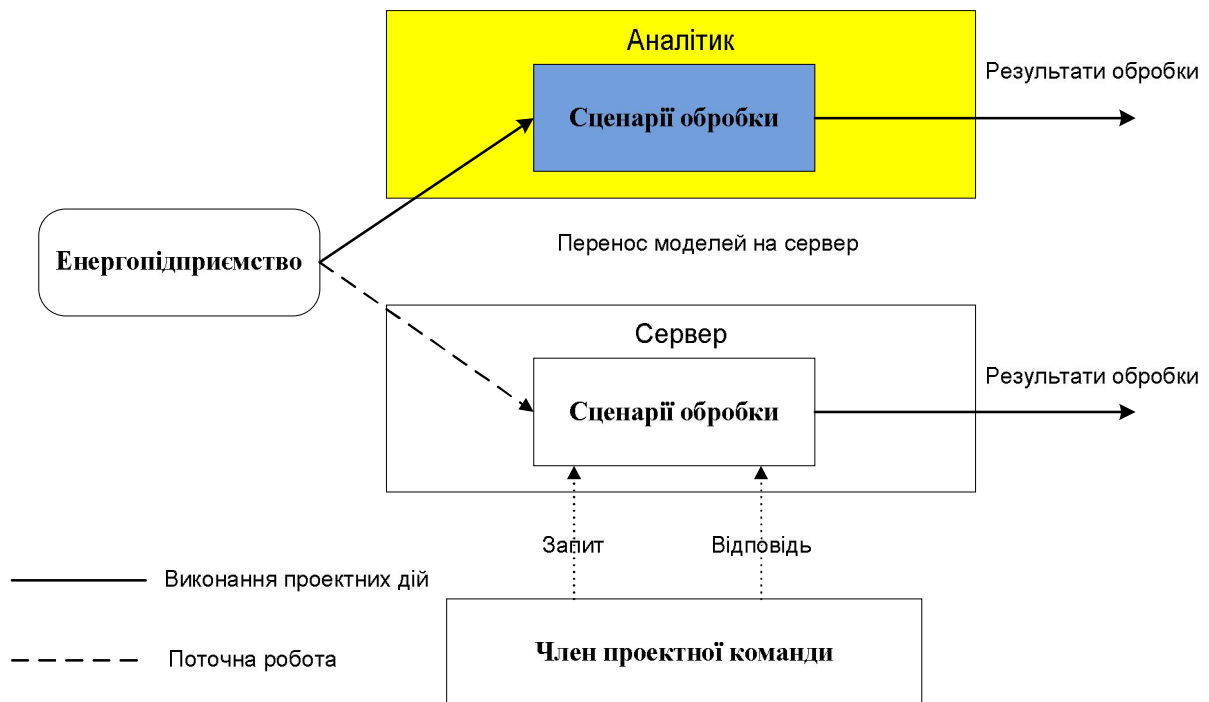 Аналітик
Результати обробки
Сценарії обробки
Перенос моделей на сервер
Енергопідприємство
Сервер
Результати обробки
Сценарії обробки
Запит
Відповідь
Виконання проектних дій
Член проектної команди
Поточна робота